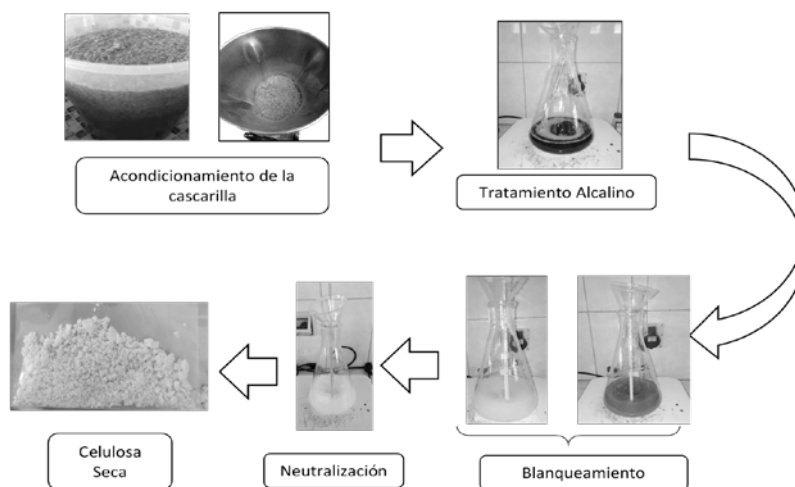 Acondicionamiento de la
cascarilla
Tratamiento Alcalino
Blanqueamiento
Neutralización
Celulosa
Seca